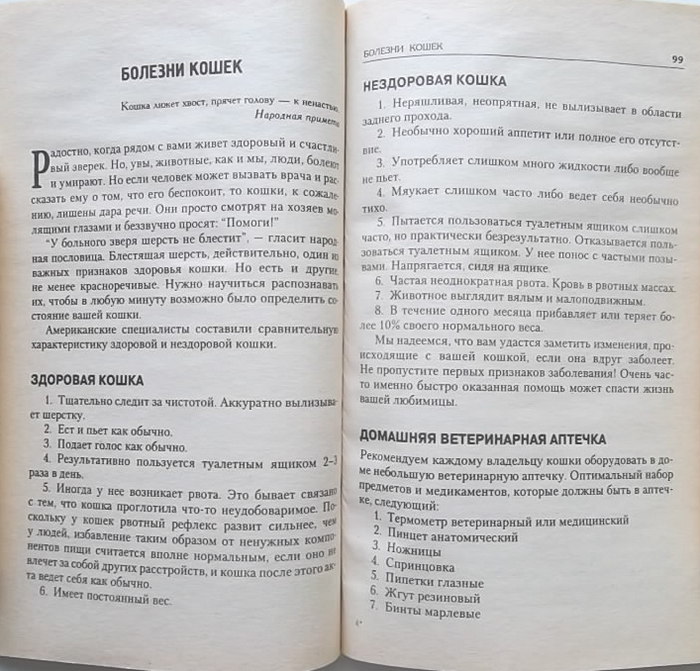 БОЛЕЗНИ КОШЕК
Кошка лижет хвост, прячет голову — к ненастью.
Народная примета
Радостно, когда рядом с вами живет здоровый и счастли-
вый зверек. Но, увы, животные, как и мы, люди, болеют
и умирают. Но если человек может вызвать врача и рас-
сказать ему о том, что его беспокоит, то кошки, к сожале-
нию, лишены дара речи. Они просто смотрят на хозяев мо-
лящими глазами и беззвучно просят: “Помоги!”
“У больного зверя шерсть не блестит”, — гласит народ-
ная пословица. Блестящая шерсть, действительно, один из
важных признаков здоровья кошки. Но есть и другие,
не менее красноречивые. Нужно научиться распознавать
их, чтобы в любую минуту возможно было определить со-
стояние вашей кошки.
Американские специалисты составили сравнительную
характеристику здоровой и нездоровой кошки.
ЗДОРОВАЯ КОШКА
1. Тщательно следит за чистотой. Аккуратно вылизыва-
ет шерстку.
2. Ест и пьет как обычно.
3. Подает голос как обычно.
4. Результативно пользуется туалетным ящиком 2–3
раза в день.
5. Иногда у нее возникает рвота. Это бывает связано
с тем, что кошка проглотила что-то неудобоваримое. По-
скольку у кошек рвотный рефлекс развит сильнее, чем
у людей, избавление таким образом от ненужных компо-
нентов пищи считается вполне нормальным, если оно не
влечет за собой других расстройств, и кошка после этого ак-
та ведет себя как обычно.
6. Имеет постоянный вес.
БОЛЕЗНИ КОШЕК
99
НЕЗДОРОВАЯ КОШКА
1. Неряшливая, неопрятная, не вылизывает в области
заднего прохода.
2. Необычно хороший аппетит или полное его отсутст-
вие.
3. Употребляет слишком много жидкости либо вообще
не пьет.
4. Мяукает слишком часто либо ведет себя необычно
тихо.
5. Пытается пользоваться туалетным ящиком слишком
часто, но практически безрезультатно. Отказывается поль-
зоваться туалетным ящиком. У нее понос с частыми позы-
вами. Напрягается, сидя на ящике.
6. Частая неоднократная рвота. Кровь в рвотных массах.
7. Животное выглядит вялым и малоподвижным.
8. В течение одного месяца прибавляет или теряет бо-
лее 10% своего нормального веса.
Мы надеемся, что вам удастся заметить изменения, про-
исходящие с вашей кошкой, если она вдруг заболеет.
Не пропустите первых признаков заболевания! Очень час-
то именно быстро оказанная помощь может спасти жизнь
вашей любимицы.
ДОМАШНЯЯ ВЕТЕРИНАРНАЯ АПТЕЧКА
Рекомендуем каждому владельцу кошки оборудовать в до-
ме небольшую ветеринарную аптечку. Оптимальный набор
предметов и медикаментов, которые должны быть в аптеч-
ке, следующий:
1. Термометр ветеринарный или медицинский
2. Пинцет анатомический
3. Ножницы
4. Спринцовка
5. Пипетки глазные
6. Жгут резиновый
7. Бинты марлевые
4*